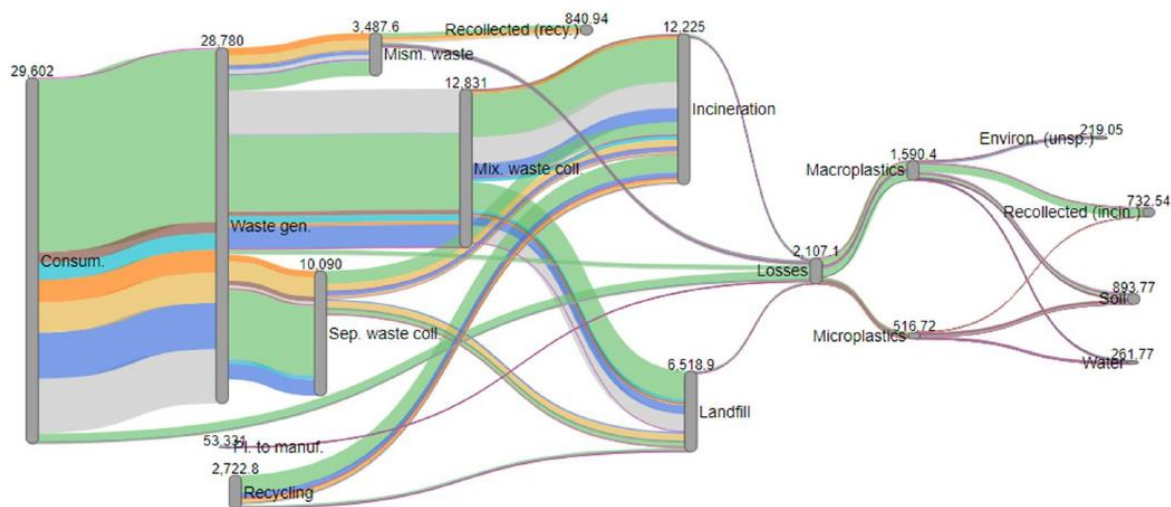 29,602
Consum.
28,780
Waste gen.
3,487.6
Mism. waste
Recollected (recy.)
840.94
12,831
Mix. waste coll.
12,225
Incineration
10,090
Sep. waste coll.
53,331
Pl. to manuf.
2,722.8
Recycling
6,518.9
Landfill
2,107.1
Losses
1,590.4
Macroplastics
516.72
Microplastics
Environ. (unsp.)
219.05
732.54
Recollected (incin.)
893.77
Soil
261.77
Water